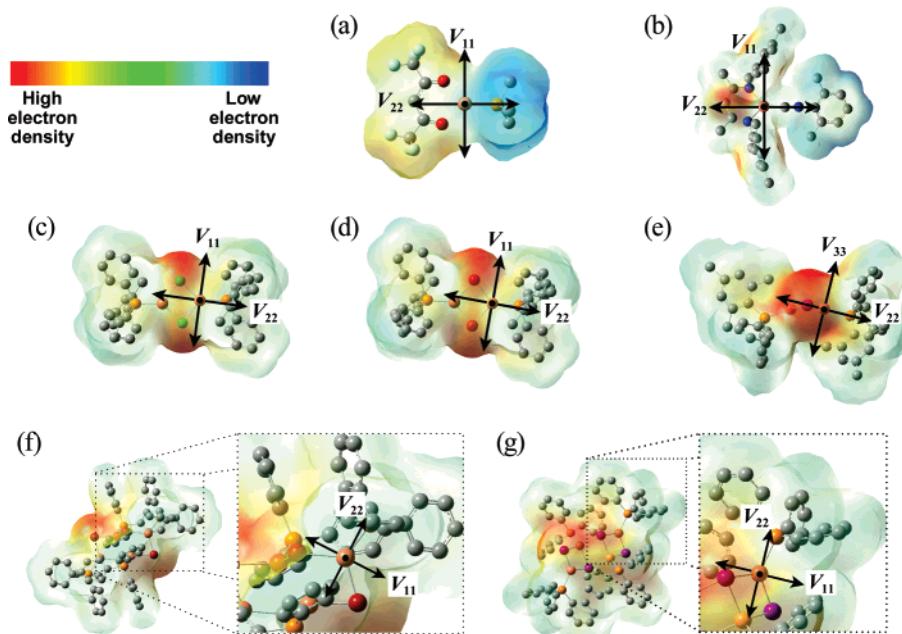 (a)
V₁₁
V₂₂
(b)
V₁₁
V₂₂
High
electron
density
Low
electron
density
(c)
V₁₁
V₂₂
(d)
V₁₁
V₂₂
(e)
V₃₃
V₂₂
(f)
V₂₂
V₁₁
(g)
V₂₂
V₁₁